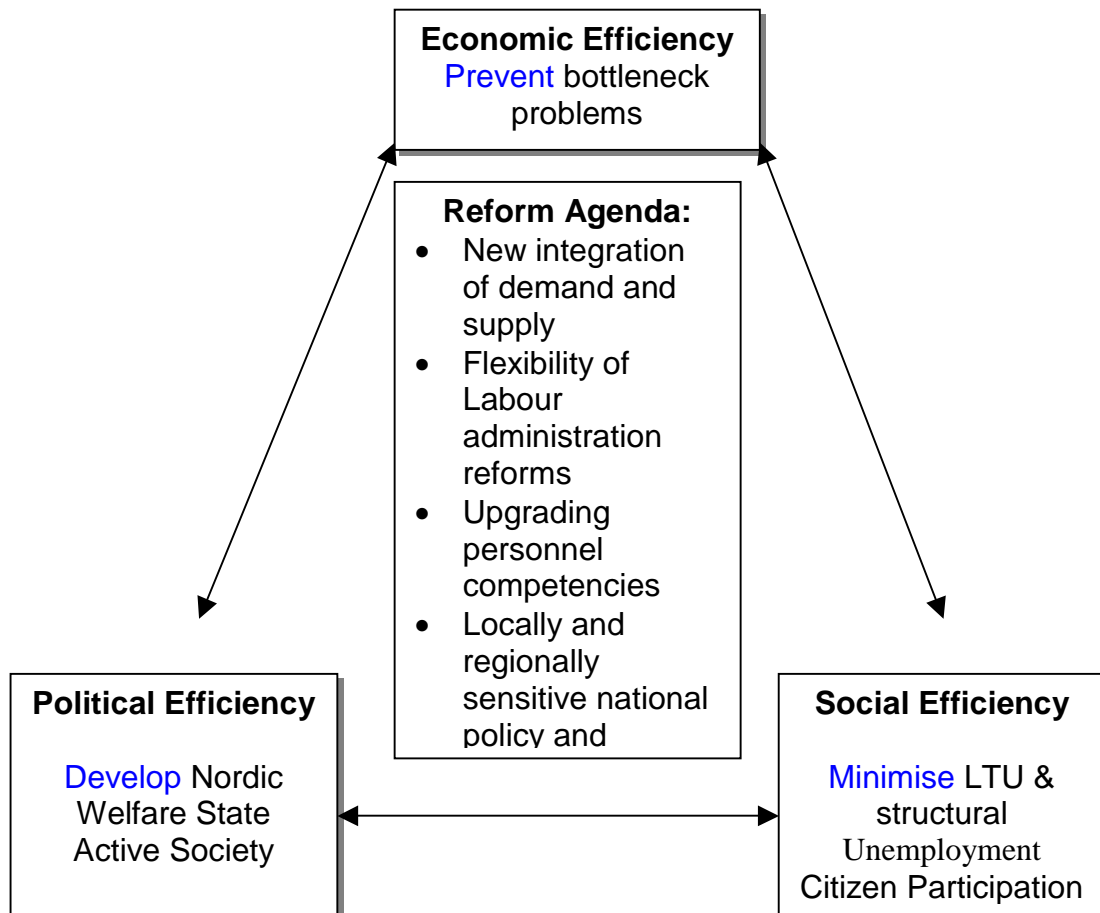 Economic Efficiency
Prevent bottleneck
problems
Reform Agenda:
• New integration
of demand and
supply
• Flexibility of
Labour
administration
reforms
• Upgrading
personnel
competencies
• Locally and
regionally
sensitive national
policy and
Political Efficiency
Develop Nordic
Welfare State
Active Society
Social Efficiency
Minimise LTU &
structural
Unemployment
Citizen Participation